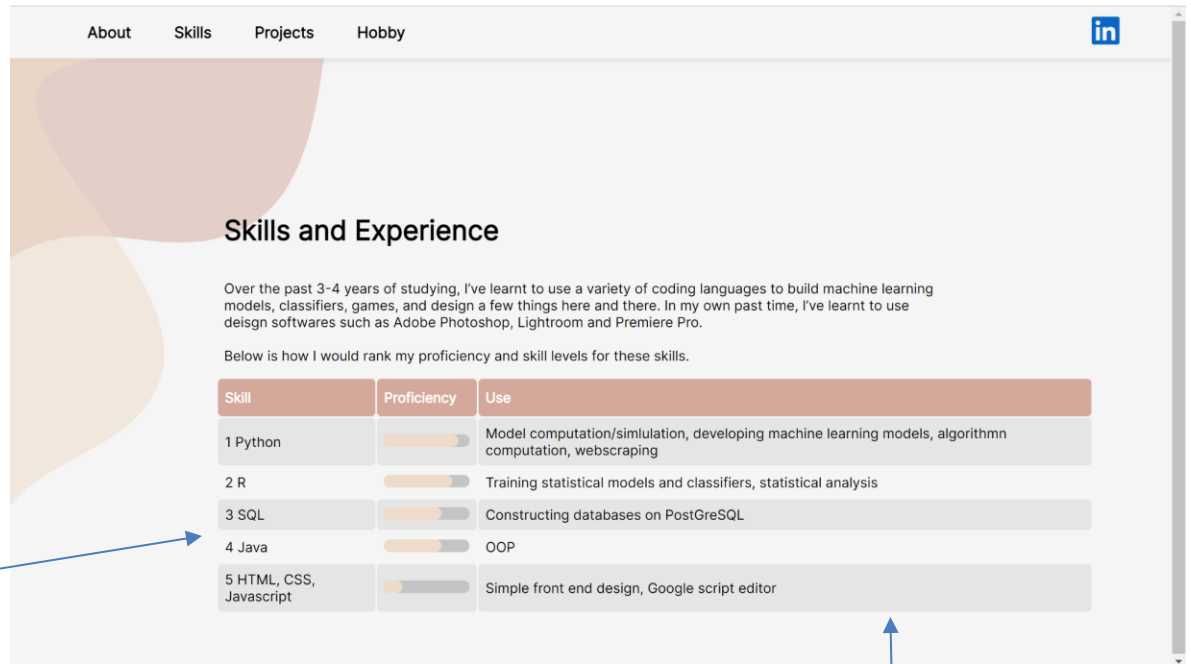 About Skills Projects Hobby in
Skills and Experience
Over the past 3-4 years of studying, I've learnt to use a variety of coding languages to build machine learning
models, classifiers, games, and design a few things here and there. In my own past time, I've learnt to use
deisgn softwares such as Adobe Photoshop, Lightroom and Premiere Pro.
Below is how I would rank my proficiency and skill levels for these skills.
Skill Proficiency Use
1 Python Model computation/simlulation, developing machine learning models, algorithmn
computation, webscraping
2 R Training statistical models and classifiers, statistical analysis
3 SQL Constructing databases on PostGreSQL
4 Java OOP
5 HTML, CSS,
Javascript Simple front end design, Google script editor